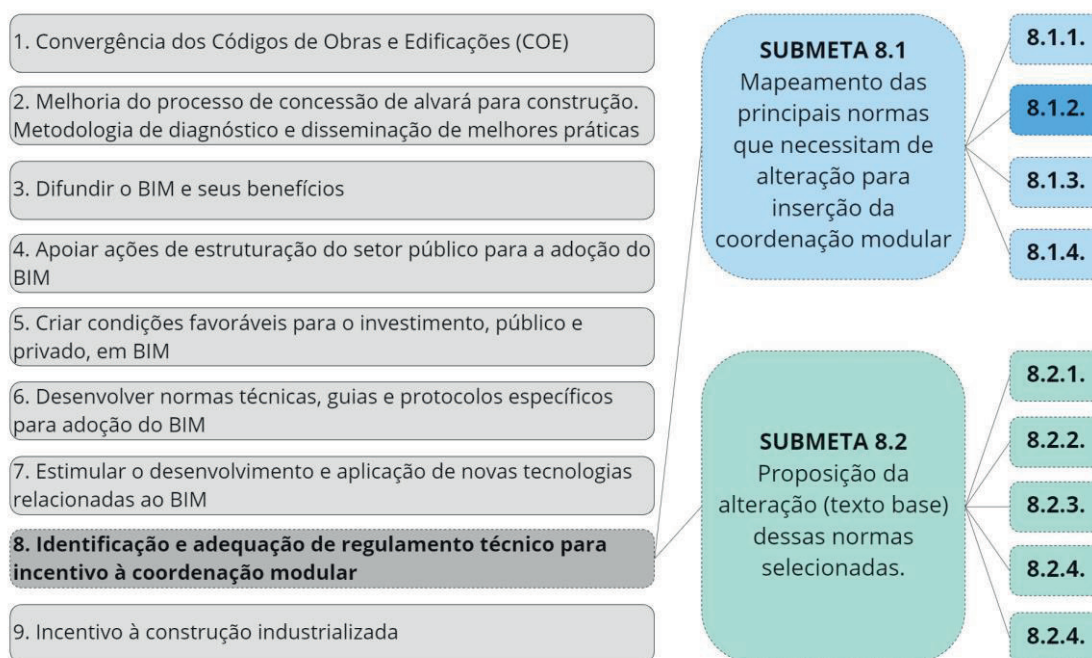 1. Convergência dos Códigos de Obras e Edificações (COE)
2. Melhoria do processo de concessão de alvará para construção.
Metodologia de diagnóstico e disseminação de melhores práticas
3. Difundir o BIM e seus benefícios
4. Apoiar ações de estruturação do setor público para a adoção do
BIM
5. Criar condições favoráveis para o investimento, público e
privado, em BIM
6. Desenvolver normas técnicas, guias e protocolos específicos
para adoção do BIM
7. Estimular o desenvolvimento e aplicação de novas tecnologias
relacionadas ao BIM
8. Identificação e adequação de regulamento técnico para
incentivo à coordenação modular
9. Incentivo à construção industrializada
SUBMETA 8.1
Mapeamento das
principais normas
que necessitam de
alteração para
inserção da
coordenação modular
8.1.1.
8.1.2.
8.1.3.
8.1.4.
SUBMETA 8.2
Proposição da
alteração (texto base)
dessas normas
selecionadas.
8.2.1.
8.2.2.
8.2.3.
8.2.4.
8.2.4.